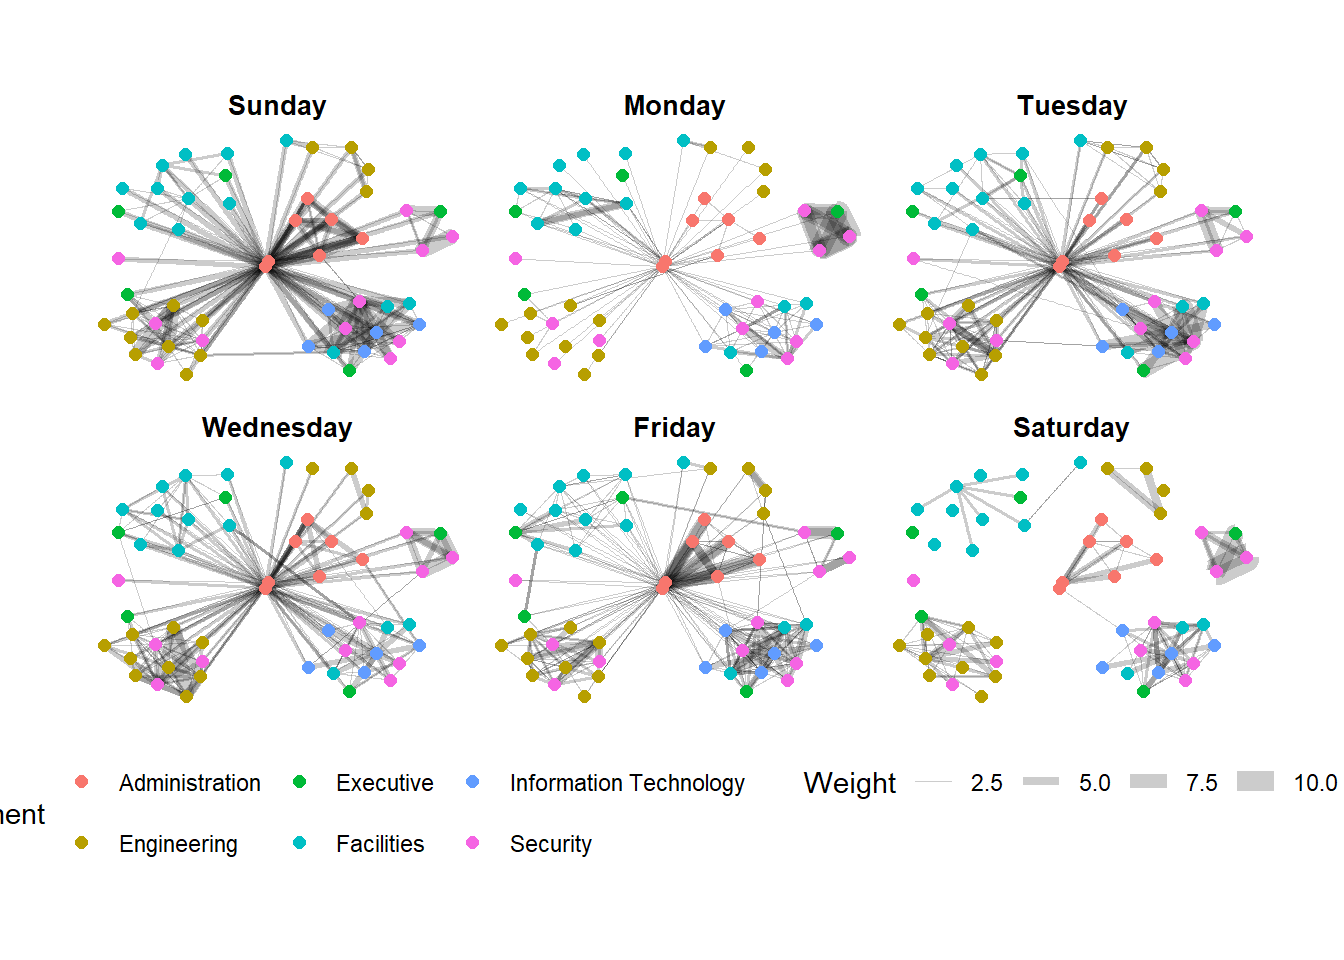 Sunday Monday Tuesday
Wednesday Friday Saturday
Administration Executive Information Technology Weight 2.5 5.0 7.5 10.0
Engineering Facilities Security